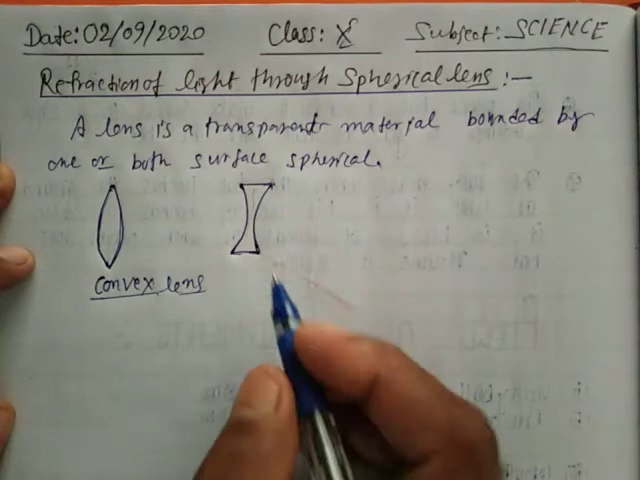 Date: 02/09/2020 Class: X Subject: SCIENCE
Refraction of light through Spherical lens :-
A lens is a transparent material bounded by
one or both surface spherical.
Convex lens